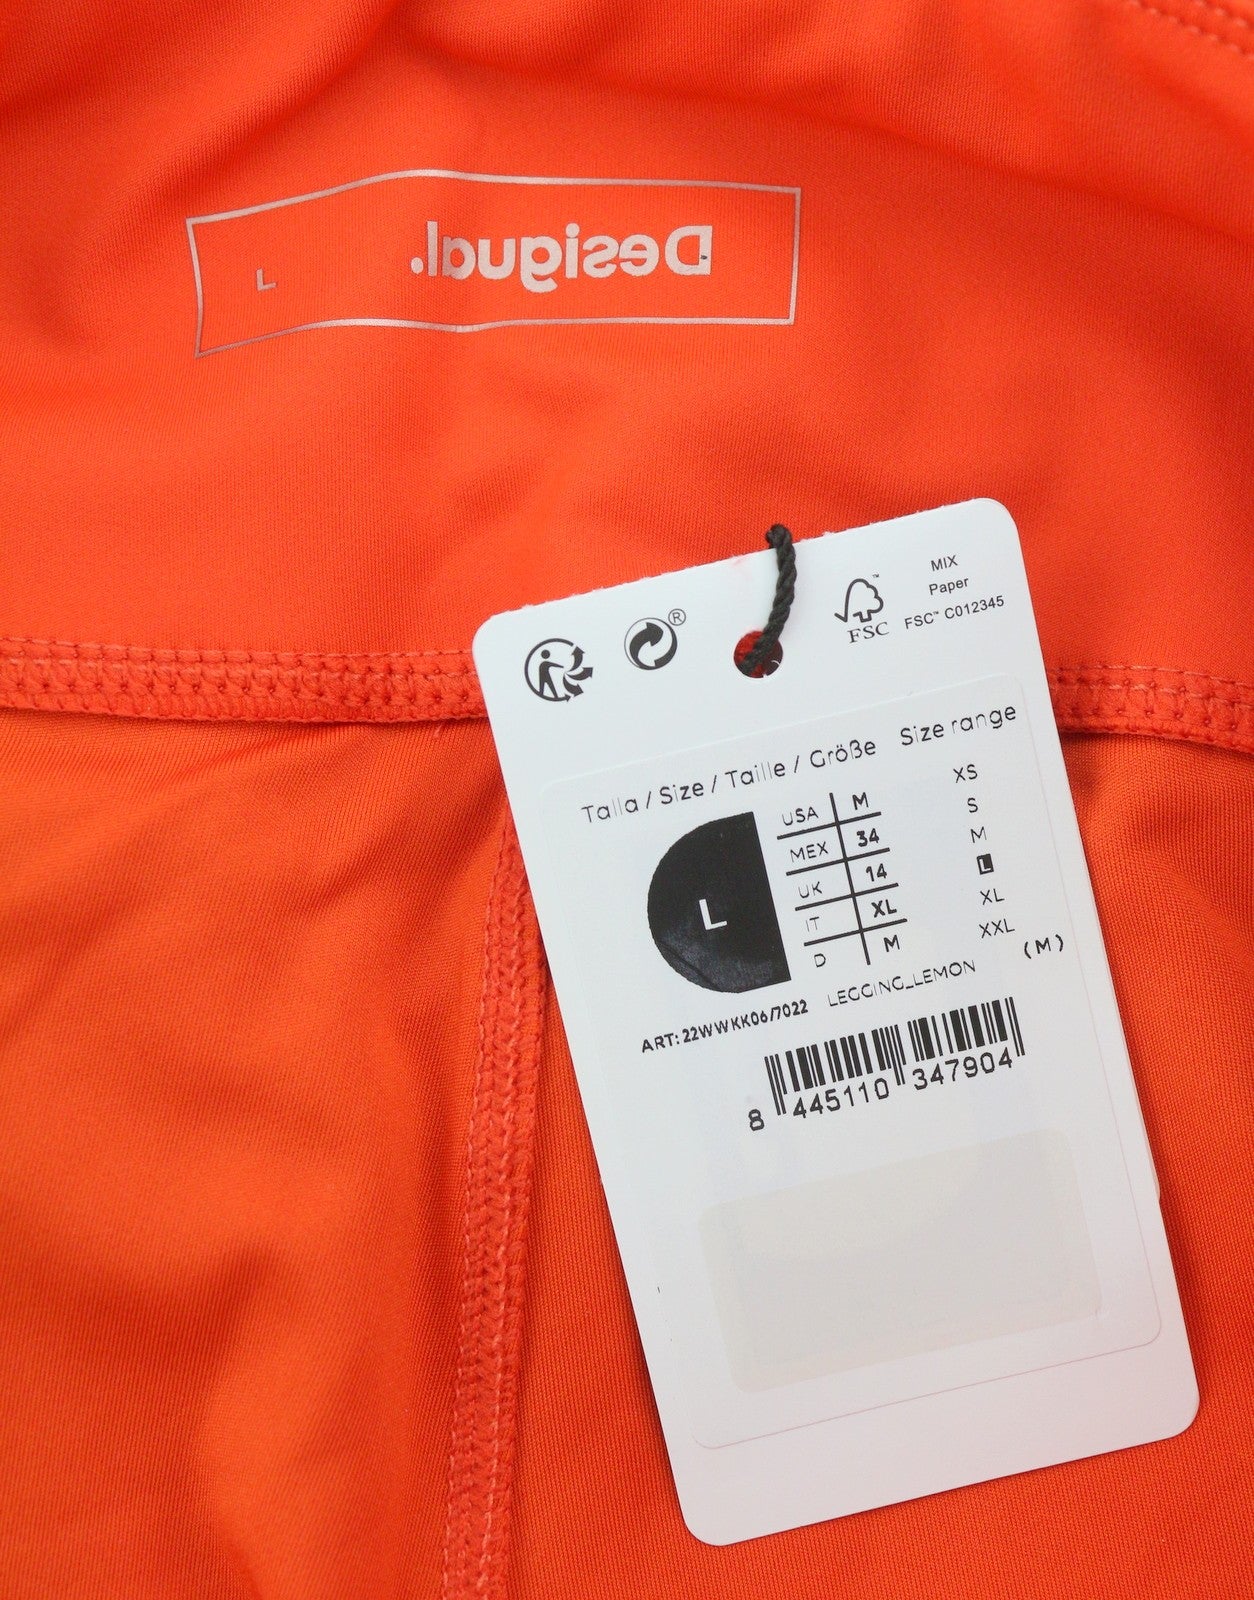 Desigual.
L
®
™
FSC
MIX
Paper
FSC™ C012345
Talla / Size / Taille / Größe Size range
L
USA M
MEX 34
UK 14
IT XL
D M
XS
S
M
L
XL
XXL
(M)
ART: 22WWKK06/7022 LEGGING_LEMON
8 445110 347904